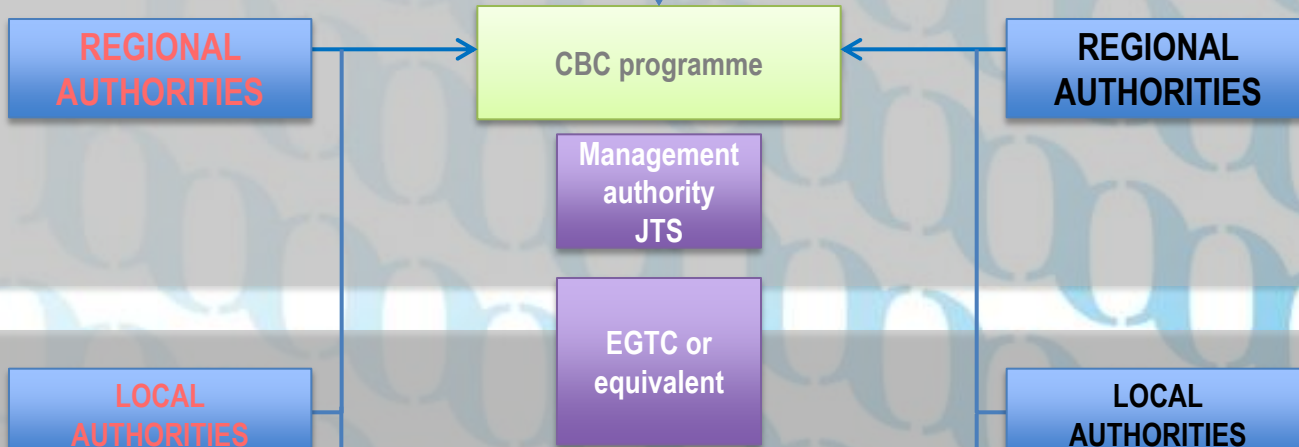 REGIONAL
AUTHORITIES
CBC programme
REGIONAL
AUTHORITIES
Management
authority
JTS
EGTC or
equivalent
LOCAL
AUTHORITIES
LOCAL
AUTHORITIES